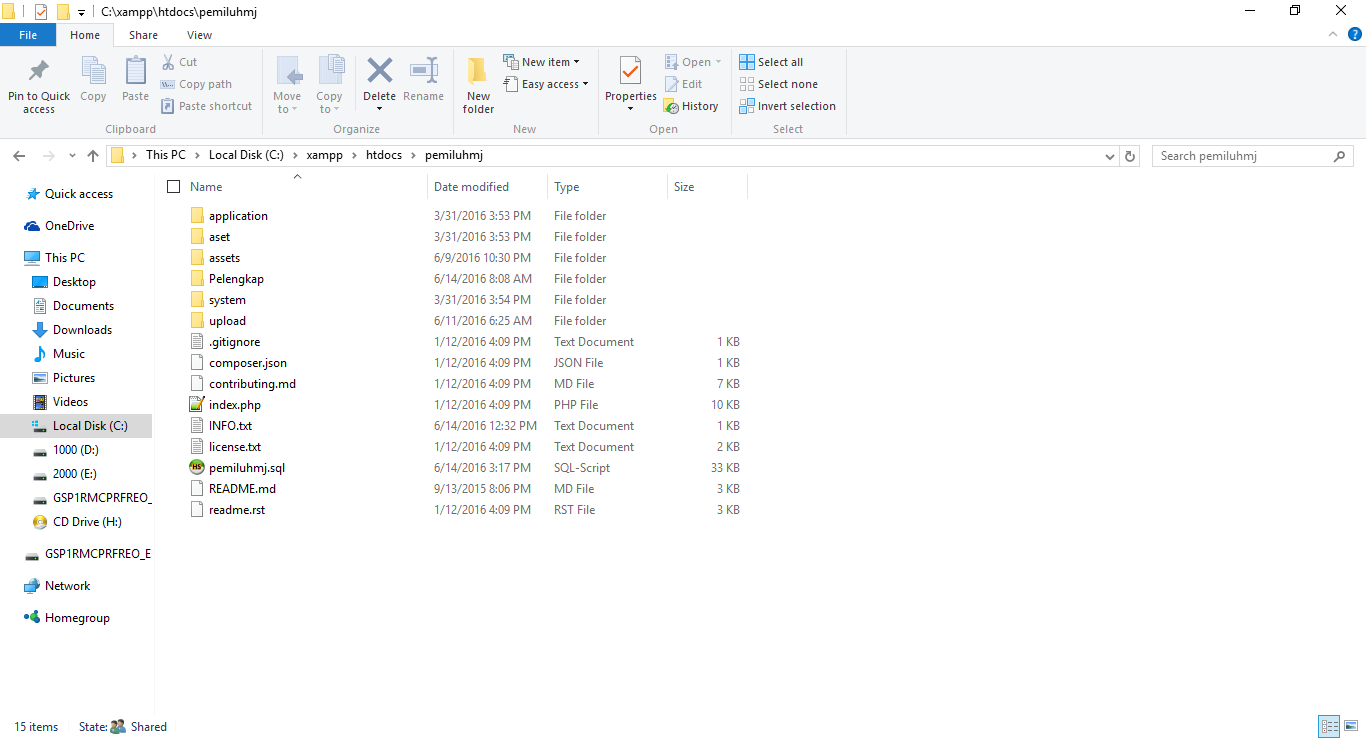 C:\xampp\htdocs\pemiluhmj
File Home Share View
Pin to Quick access
Copy
Paste
Cut
Copy path
Paste shortcut
Clipboard
Move to
Copy to
Delete
Rename
Organize
New folder
New item
Easy access
New
Properties
Open
Edit
History
Open
Select all
Select none
Invert selection
Select
This PC > Local Disk (C:) > xampp > htdocs > pemiluhmj
Search pemiluhmj
Quick access
OneDrive
This PC
Desktop
Documents
Downloads
Music
Pictures
Videos
Local Disk (C:)
1000 (D:)
2000 (E:)
GSP1RMCPRFREO_
CD Drive (H:)
GSP1RMCPRFREO_E
Network
Homegroup
Name Date modified Type Size
application 3/31/2016 3:53 PM File folder
aset 3/31/2016 3:53 PM File folder
assets 6/9/2016 10:30 PM File folder
Pelengkap 6/14/2016 8:08 AM File folder
system 3/31/2016 3:54 PM File folder
upload 6/11/2016 6:25 AM File folder
.gitignore 1/12/2016 4:09 PM Text Document 1 KB
composer.json 1/12/2016 4:09 PM JSON File 1 KB
contributing.md 1/12/2016 4:09 PM MD File 7 KB
index.php 1/12/2016 4:09 PM PHP File 10 KB
INFO.txt 6/14/2016 12:32 PM Text Document 1 KB
license.txt 1/12/2016 4:09 PM Text Document 2 KB
pemiluhmj.sql 6/14/2016 3:17 PM SQL-Script 33 KB
README.md 9/13/2015 8:06 PM MD File 3 KB
readme.rst 1/12/2016 4:09 PM RST File 3 KB
15 items State: Shared